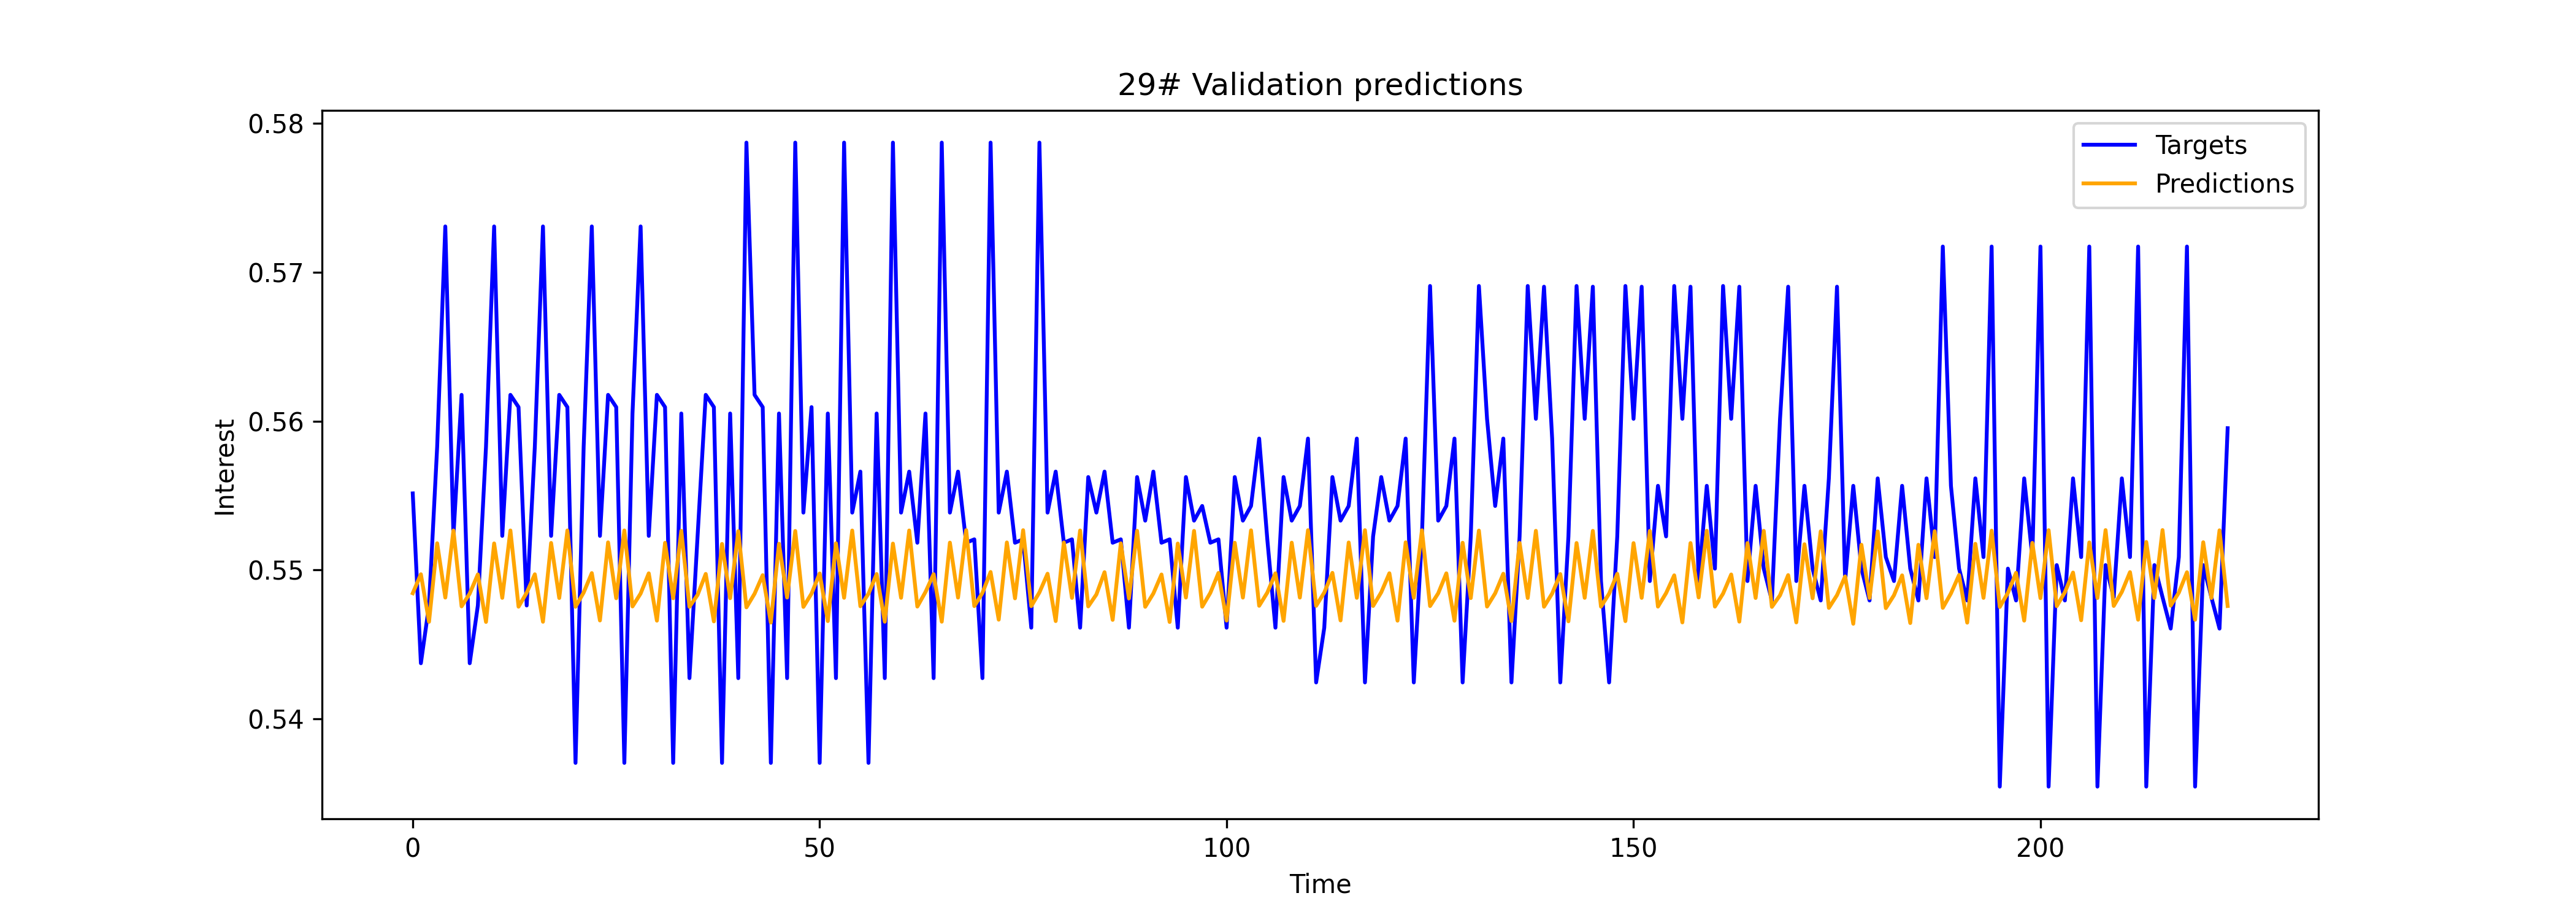 29# Validation predictions
Targets
Predictions
0.58
0.57
0.56
0.55
0.54
Interest
0
50
100
150
200
Time